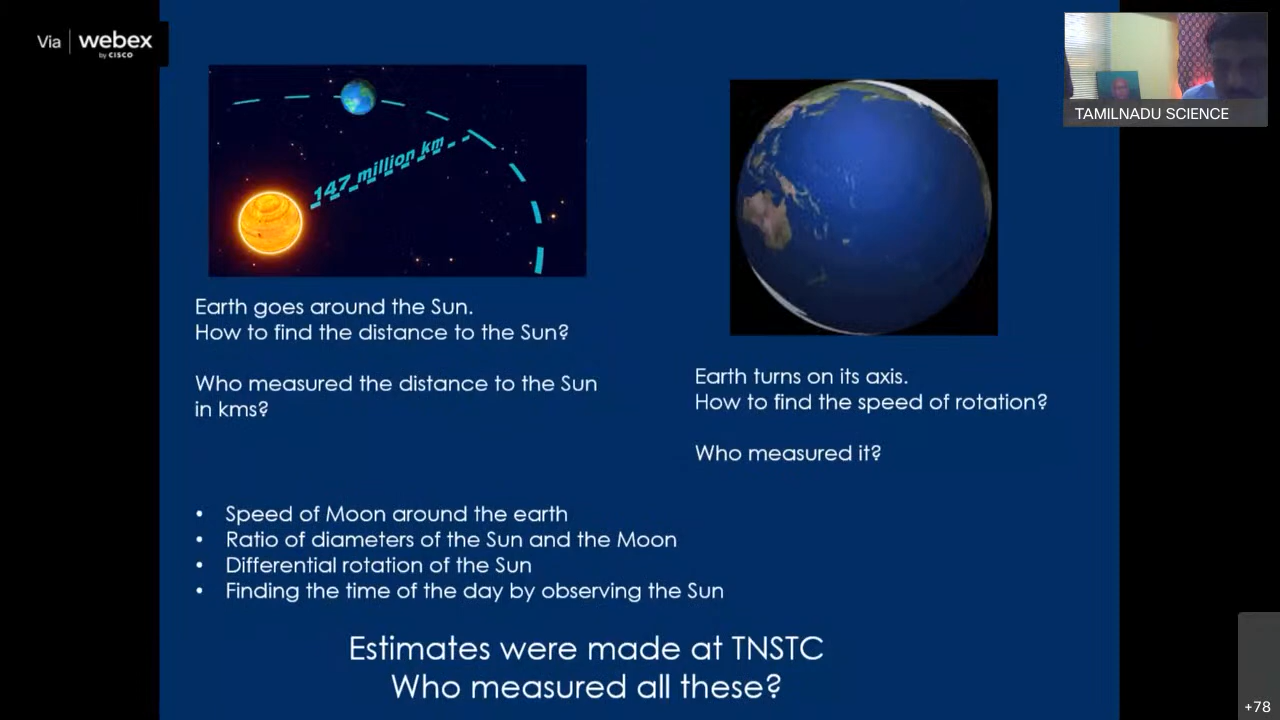 Via | webex
by CISCO
TAMILNADU SCIENCE
147 million km
Earth goes around the Sun.
How to find the distance to the Sun?
Who measured the distance to the Sun
in kms?
Earth turns on its axis.
How to find the speed of rotation?
Who measured it?
• Speed of Moon around the earth
• Ratio of diameters of the Sun and the Moon
• Differential rotation of the Sun
• Finding the time of the day by observing the Sun
Estimates were made at TNSTC
Who measured all these?
+78